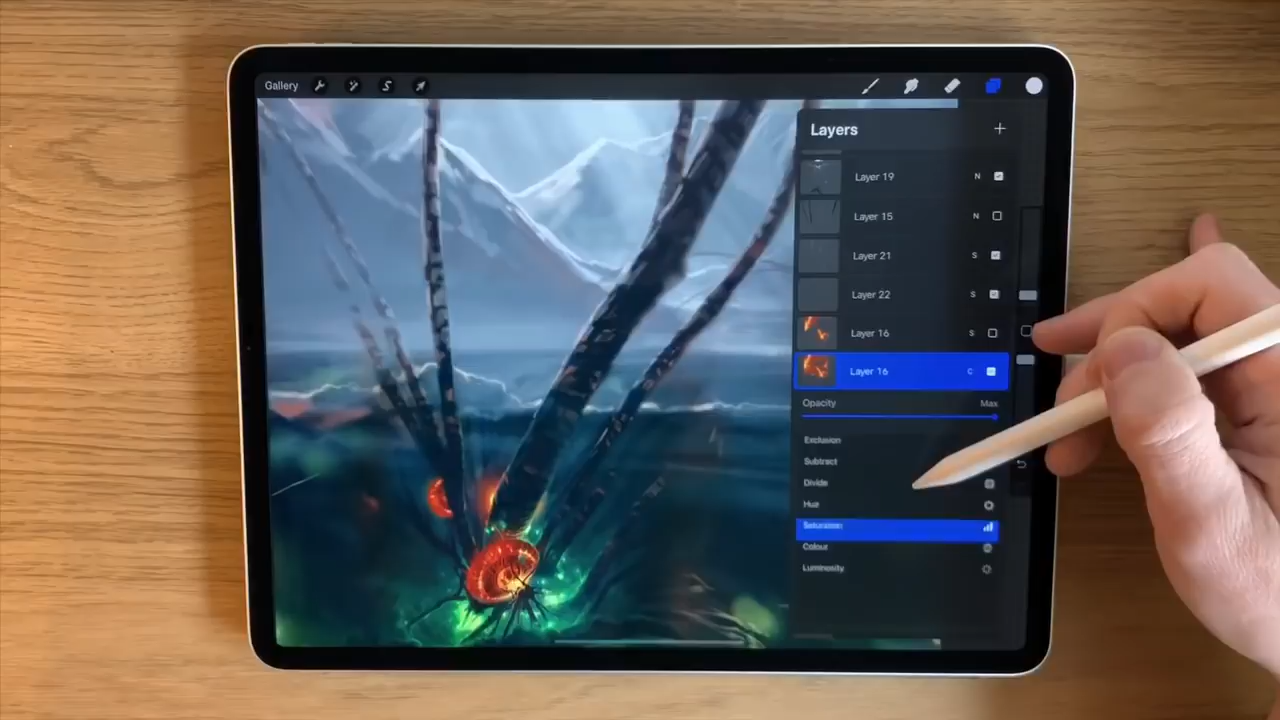 Gallery
Layers
Layer 19 N
Layer 15 N
Layer 21 S
Layer 22 S
Layer 16 S
Layer 16 C
Opacity Max
Exclusion
Subtract
Divide
Hue
Saturation
Colour
Luminosity